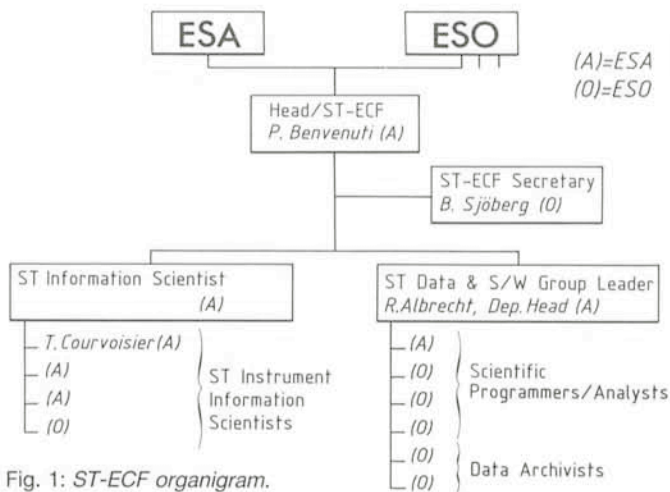 ESA
ESO
(A)=ESA
(O)=ESO
Head/ST-ECF
P. Benvenuti (A)
ST-ECF Secretary
B. Sjöberg (O)
ST Information Scientist
(A)
T. Courvoisier (A)
(A)
(A)
(O)
ST Instrument
Information
Scientists
ST Data & S/W Group Leader
R. Albrecht, Dep. Head (A)
(A)
(O)
(O)
(O)
(O)
(O)
Scientific
Programmers/Analysts
Data Archivists
Fig. 1: ST-ECF organigram.